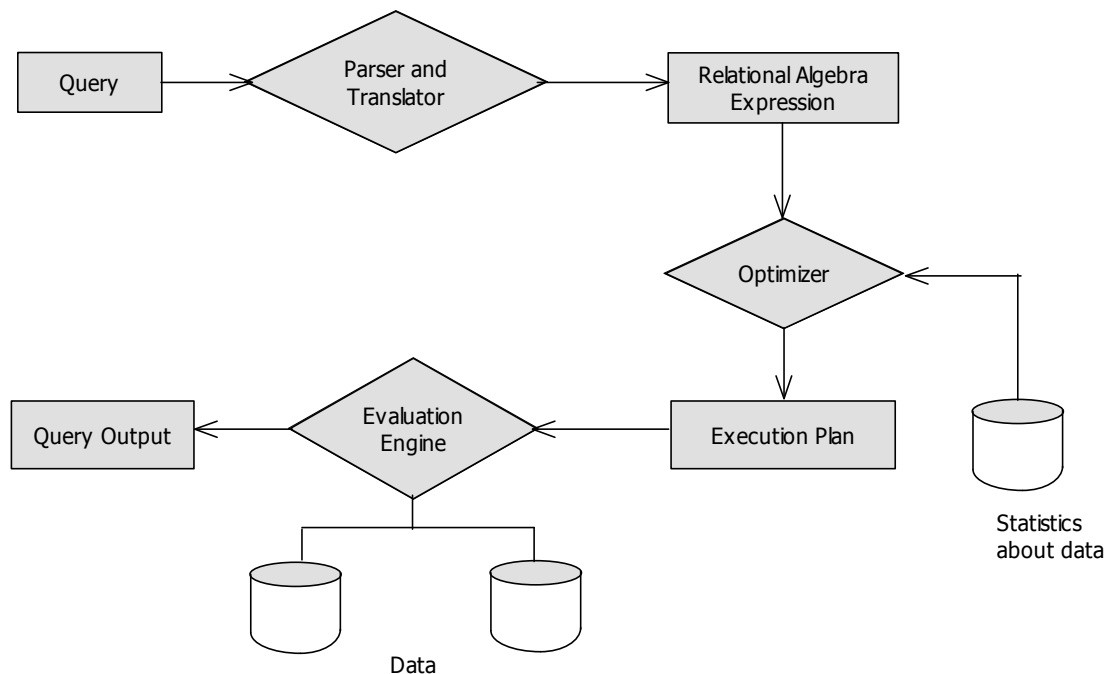 Query
Parser and
Translator
Relational Algebra
Expression
Optimizer
Query Output
Evaluation
Engine
Execution Plan
Statistics
about data
Data